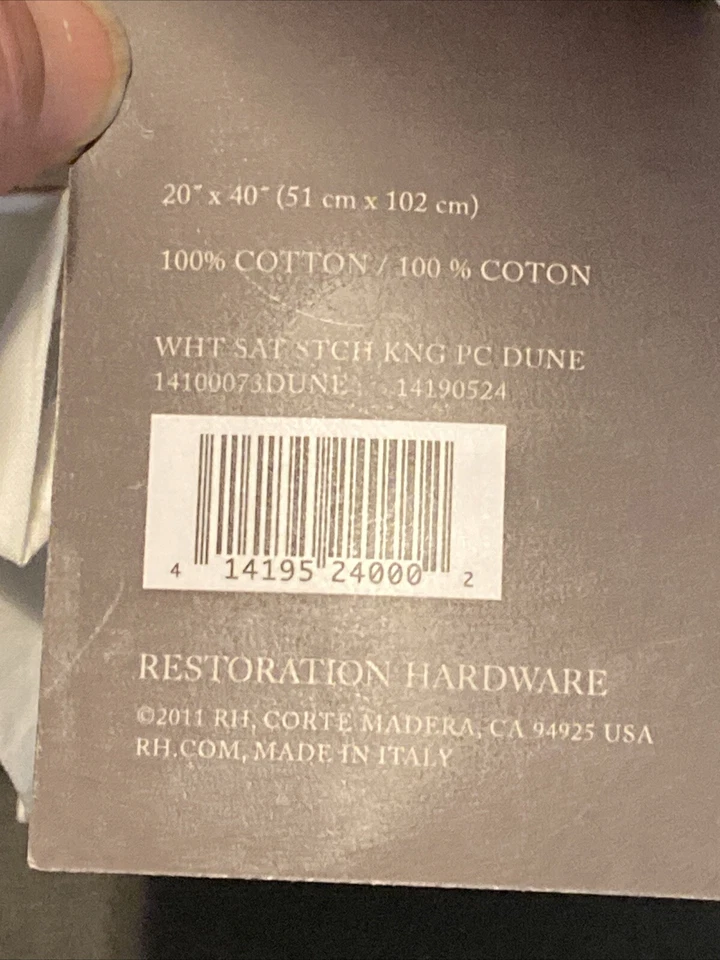 20" x 40" (51 cm x 102 cm)
100% COTTON / 100 % COTON
WHT SAT STCH KNG PC DUNE
14100073DUNE 14190524
4 14195 24000 2
RESTORATION HARDWARE
©2011 RH, CORTE MADERA, CA 94925 USA
RH.COM, MADE IN ITALY